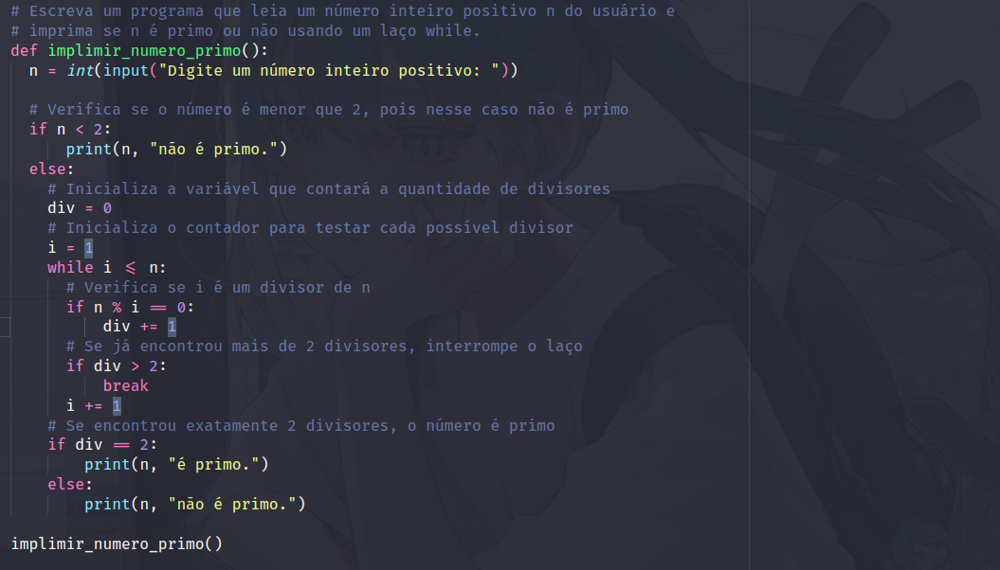 # Escreva um programa que leia um número inteiro positivo n do usuário e
# imprima se n é primo ou não usando um laço while.
def implimir_numero_primo():
  n = int(input("Digite um número inteiro positivo: "))
  # Verifica se o número é menor que 2, pois nesse caso não é primo
  if n < 2:
      print(n, "não é primo.")
  else:
    # Inicializa a variável que contará a quantidade de divisores
    div = 0
    # Inicializa o contador para testar cada possível divisor
    i = 1
    while i <= n:
      # Verifica se i é um divisor de n
      if n % i == 0:
          div += 1
      # Se já encontrou mais de 2 divisores, interrompe o laço
      if div > 2:
          break
      i += 1
    # Se encontrou exatamente 2 divisores, o número é primo
    if div == 2:
        print(n, "é primo.")
    else:
        print(n, "não é primo.")
implimir_numero_primo()